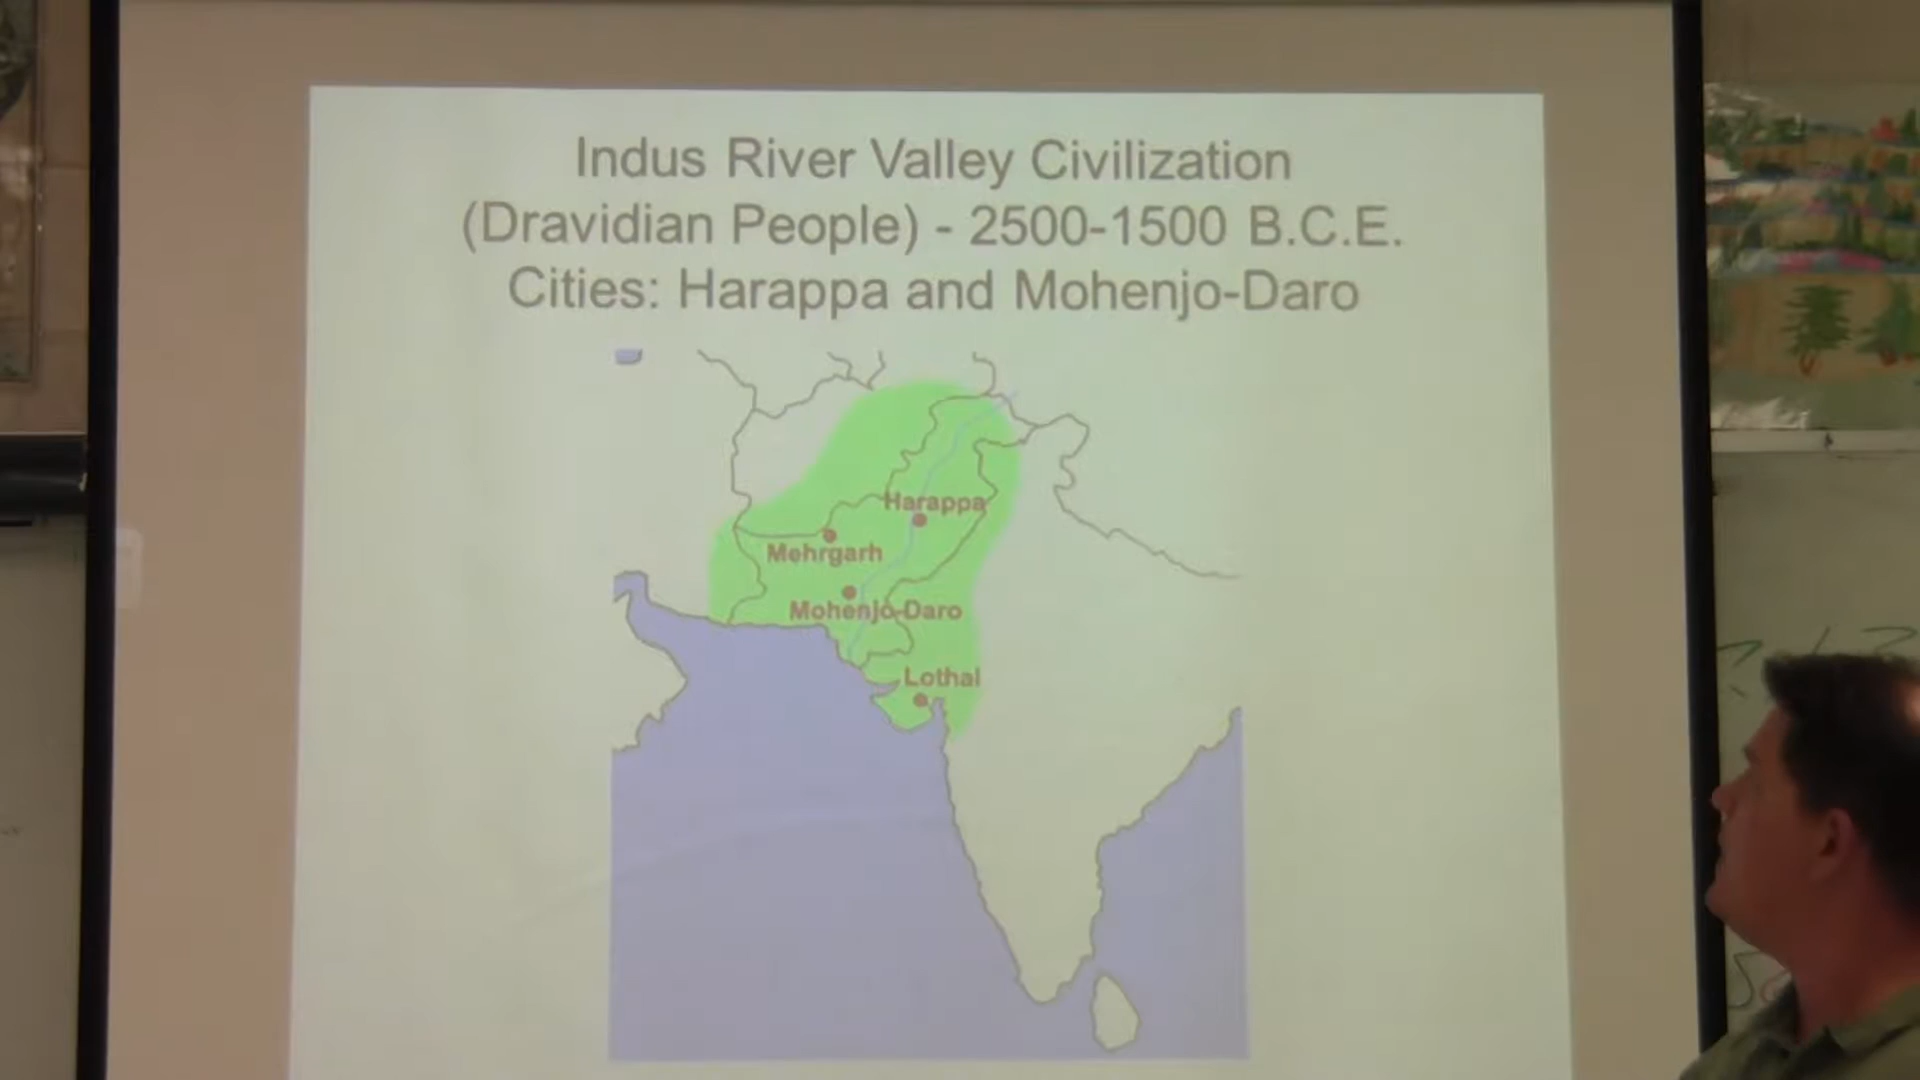 Indus River Valley Civilization
(Dravidian People) - 2500-1500 B.C.E.
Cities: Harappa and Mohenjo-Daro
Harappa
Mehrgarh
Mohenjo-Daro
Lothal